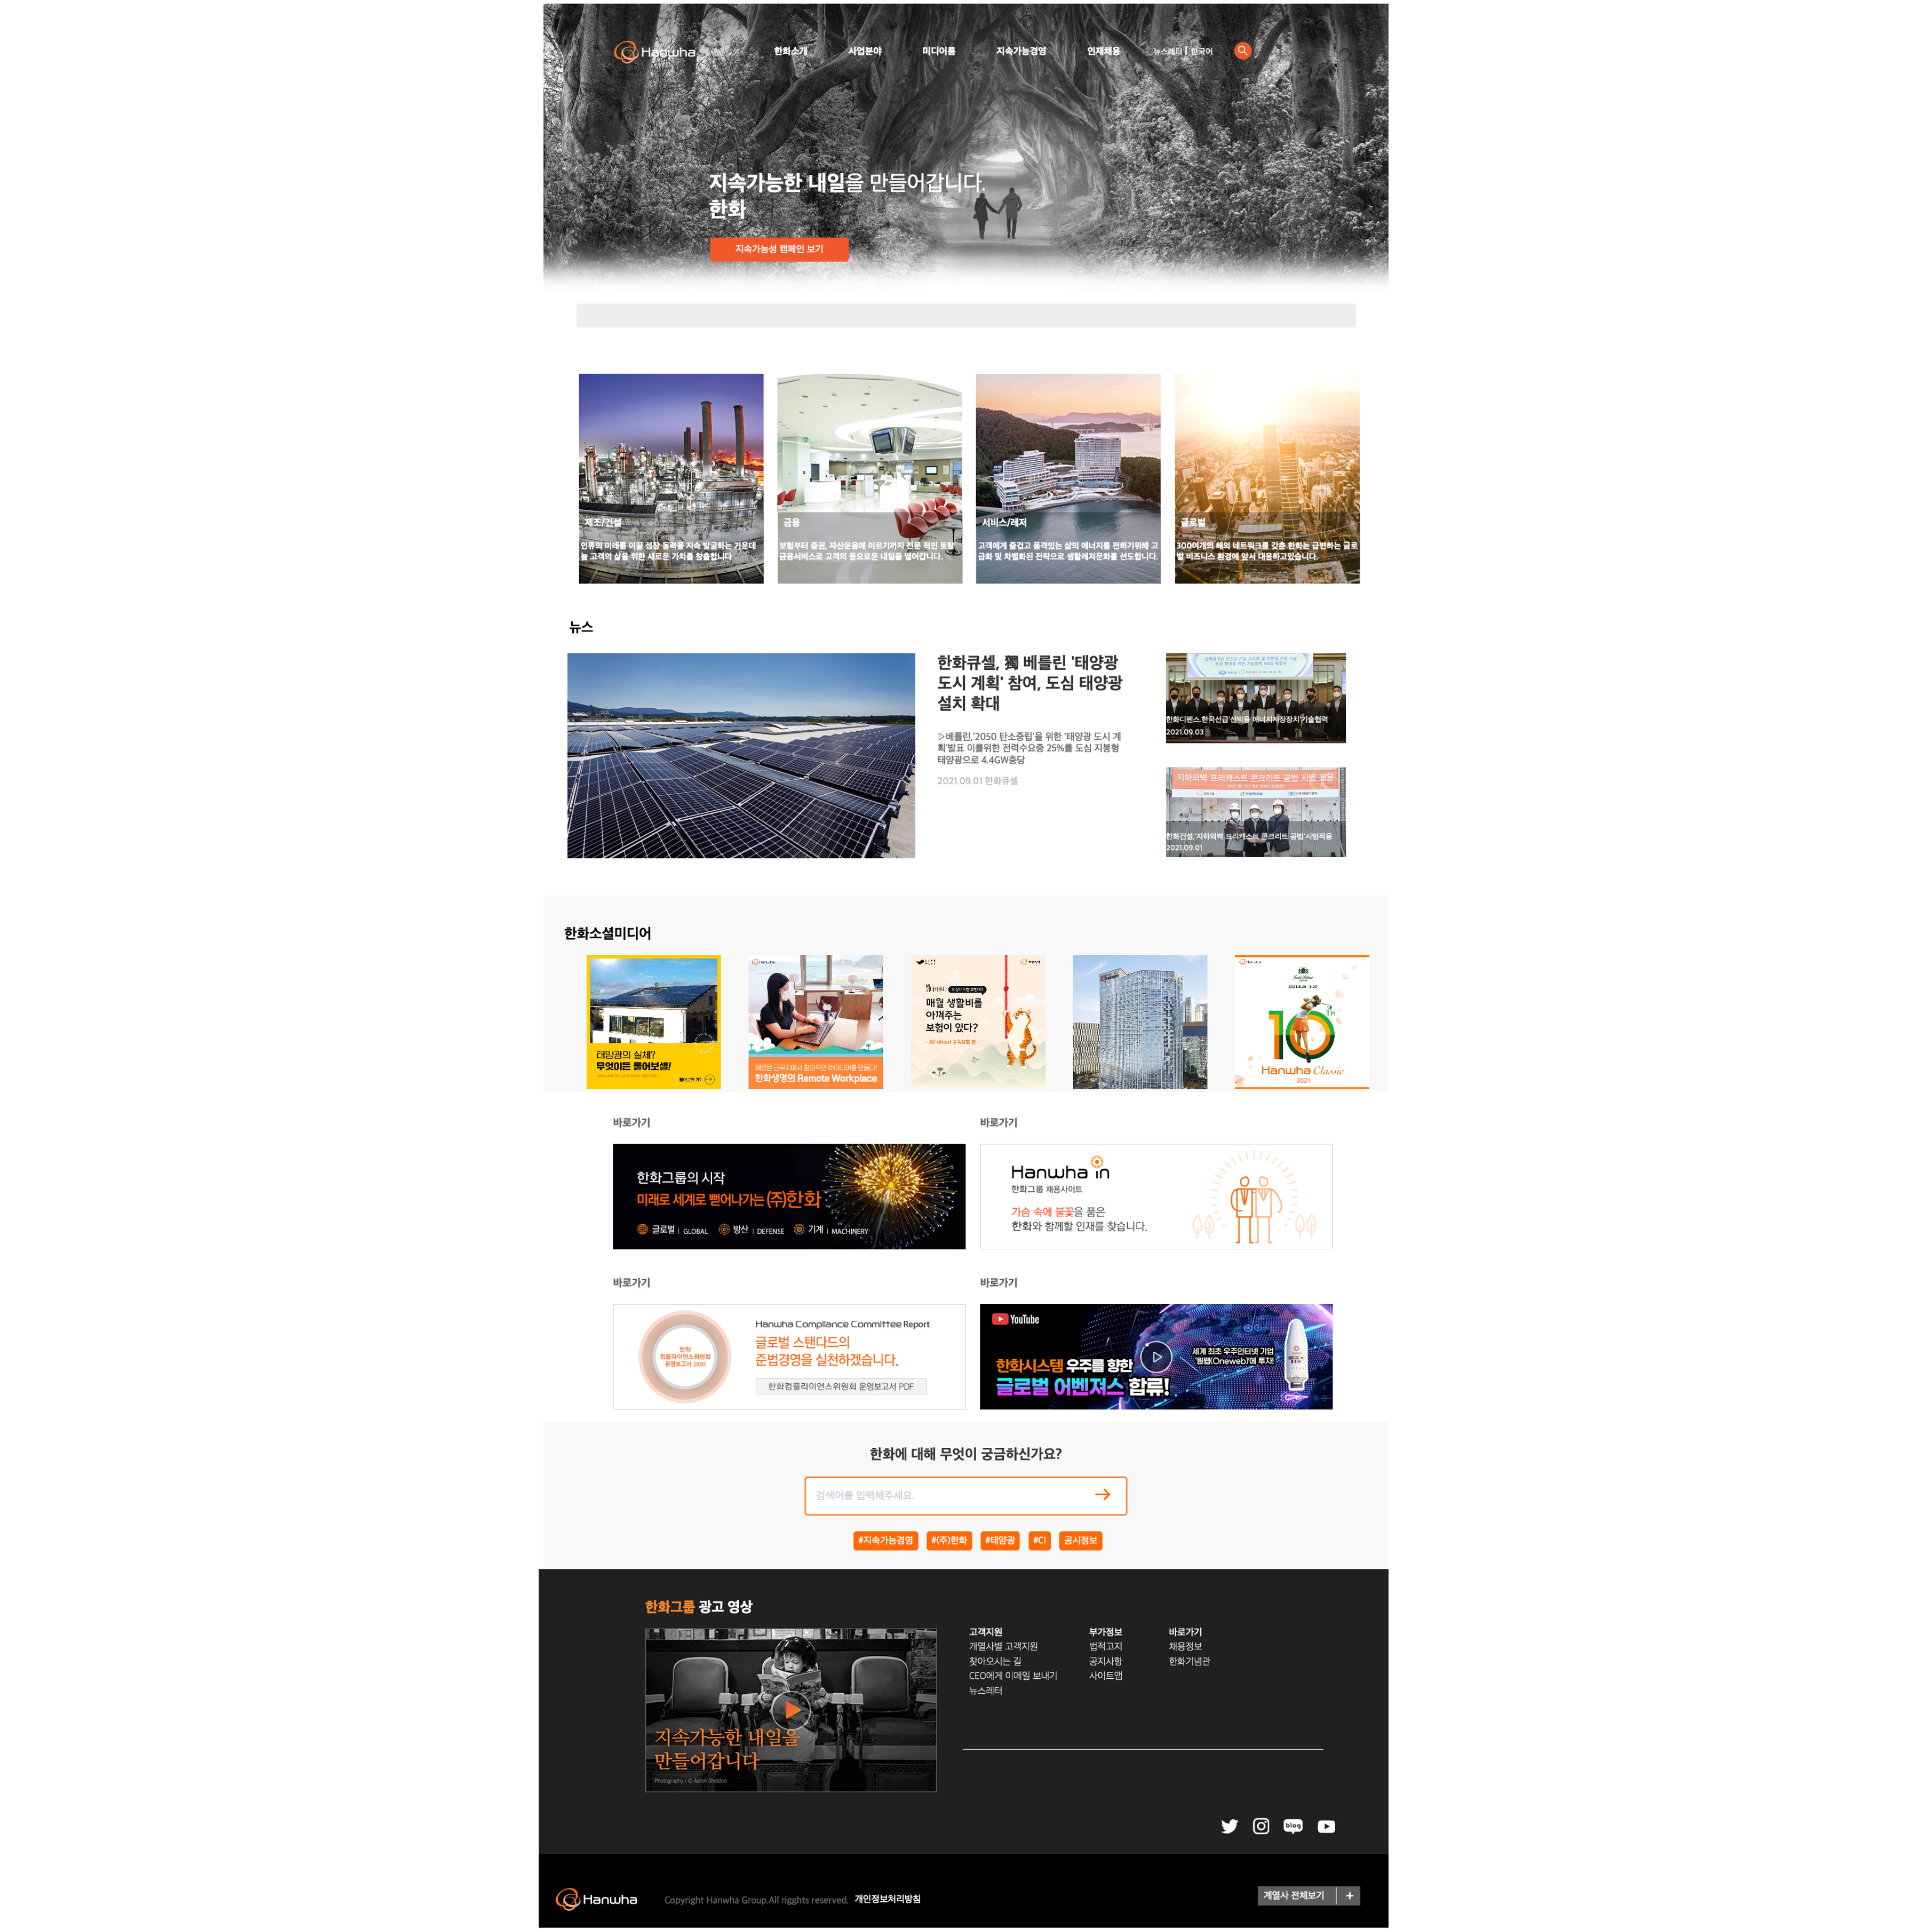 Hanwha
한화소개
사업분야
미디어룸
지속가능경영
인재채용
뉴스레터 | 한국어
지속가능한 내일을 만들어갑니다.
한화
지속가능성 캠페인 보기
제조/건설
인류의 미래를 이끌 성장 동력을 지속 발굴하는 가운데
늘 고객의 삶을 위한 새로운 가치를 창출합니다
금융
보험부터 증권, 자산운용에 이르기까지 전문 적인 토탈
금융서비스로 고객의 풍요로운 내일을 열어갑니다.
서비스/레저
고객에게 즐겁고 품격있는 삶의 에너지를 전하기위해 고
급화 및 차별화된 전략으로 생활레저문화를 선도합니다.
글로벌
300여개의 해외 네트워크를 갖춘 한화는 급변하는 글로
벌 비즈니스 환경에 앞서 대응하고있습니다.
뉴스
한화큐셀, 獨 베를린 '태양광
도시 계획' 참여, 도심 태양광
설치 확대
▷베를린,'2050 탄소중립'을 위한 '태양광 도시 계
획'발표 이를위한 전력수요중 25%를 도심 지붕형
태양광으로 4.4GW충당
2021.09.01 한화큐셀
한화디펜스.한국선급'선박용 에너지저장장치'기술협력
2021.09.03
지하외벽 프리캐스트 콘크리트 공법 시범 적용
한화건설,'지하외벽 프리캐스트 콘크리트 공법'시범적용
2021.09.01
한화소셜미디어
태양광의 실체?
무엇이든 물어보셀!
Hanwha
새로운 근무지에서 창의적인 아이디어를 만들다!
한화생명의 Remote Workplace
매월 생활비를
아껴주는
보험이 있다?
- All about 구독보험 편 -
Hanwha
2021.8.26 - 8.29
10TH
Hanwha Classic
2021
바로가기
바로가기
한화그룹의 시작
미래로 세계로 뻗어나가는 (주)한화
글로벌 | GLOBAL 방산 | DEFENSE 기계 | MACHINERY
Hanwha in
한화그룹 채용사이트
가슴 속에 불꽃을 품은
한화와 함께할 인재를 찾습니다.
바로가기
바로가기
한화
컴플라이언스위원회
운영보고서 2020
Hanwha Compliance Committee Report
글로벌 스탠다드의
준법경영을 실천하겠습니다.
한화컴플라이언스위원회 운영보고서 PDF
YouTube
세계 최초 우주인터넷 기업
'원웹(Oneweb)'에 투자!
한화시스템 우주를 향한
글로벌 어벤져스 합류!
한화에 대해 무엇이 궁금하신가요?
검색어를 입력해주세요.
#지속가능경영
#(주)한화
#태양광
#CI
공시정보
한화그룹 광고 영상
지속가능한 내일을
만들어갑니다
Photography / © Aaron Sheldon
고객지원
개열사별 고객지원
찾아오시는 길
CEO에게 이메일 보내기
뉴스레터
부가정보
법적고지
공지사항
사이트맵
바로가기
채용정보
한화기념관
blog
Hanwha
Copyright Hanwha Group.All rigghts reserved. 개인정보처리방침
계열사 전체보기 +